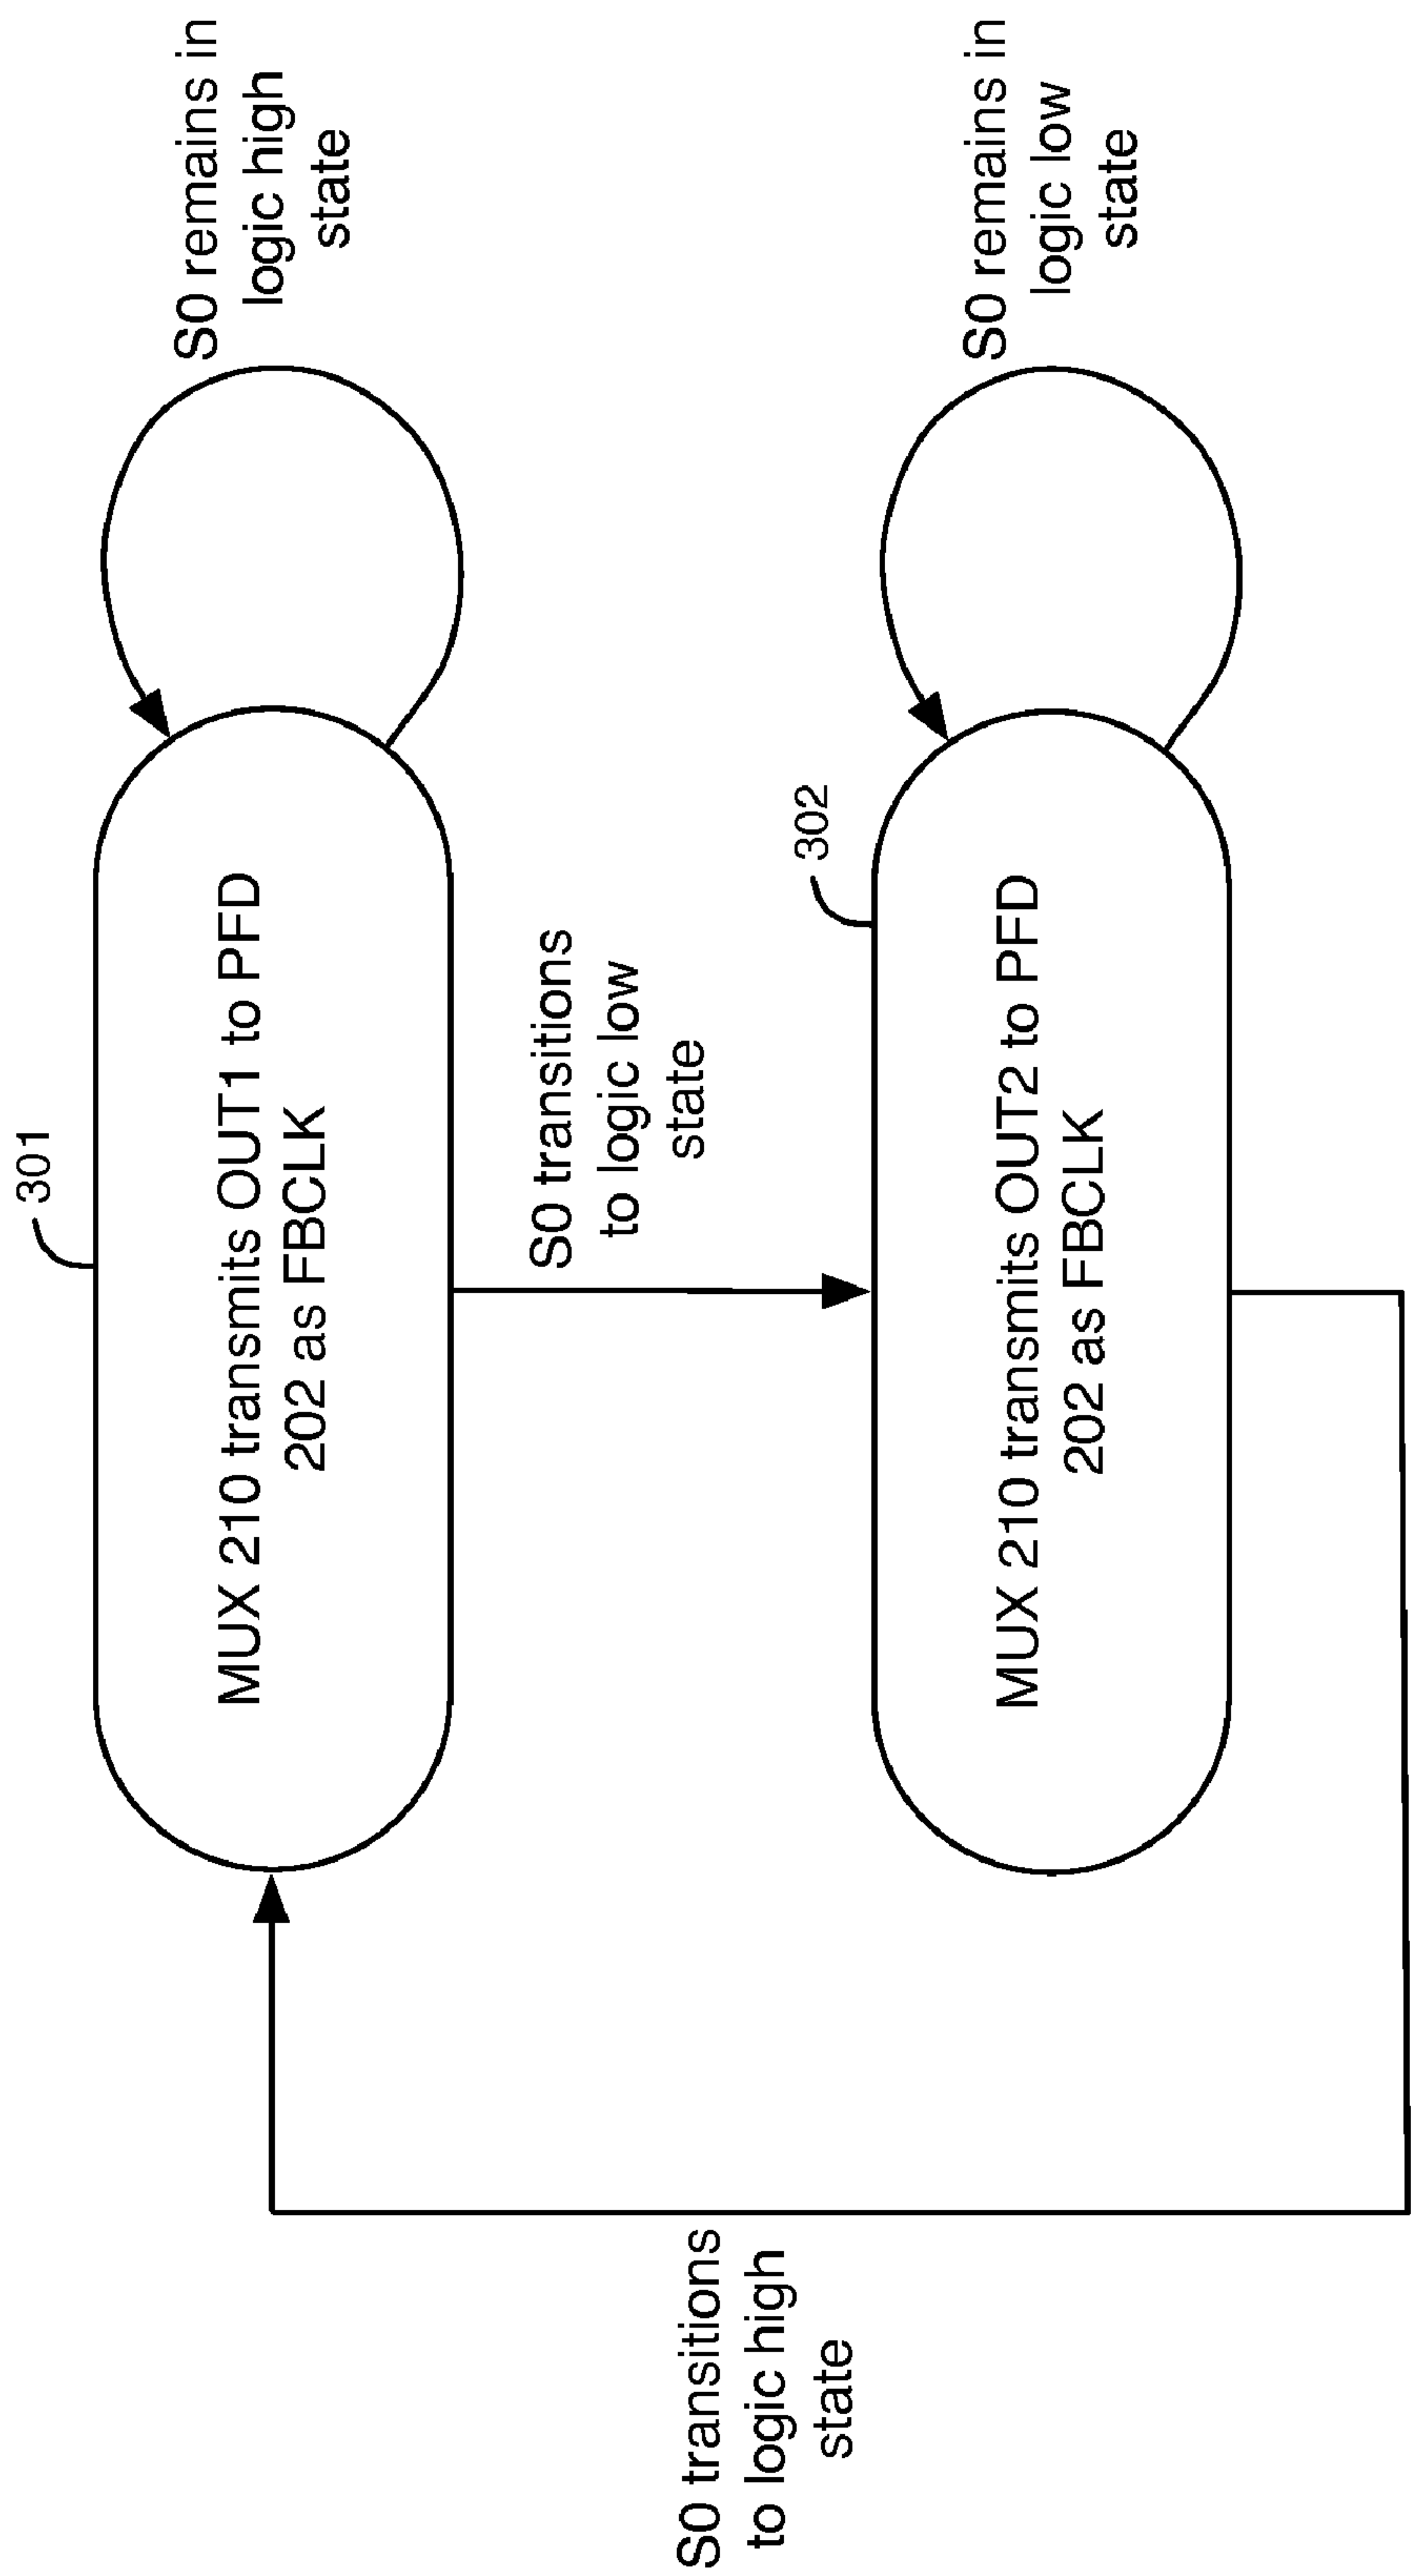 301
MUX 210 transmits OUT1 to PFD
202 as FBCLK
S0 remains in
logic high
state
S0 transitions
to logic low
state
302
MUX 210 transmits OUT2 to PFD
202 as FBCLK
S0 remains in
logic low
state
S0 transitions
to logic high
state